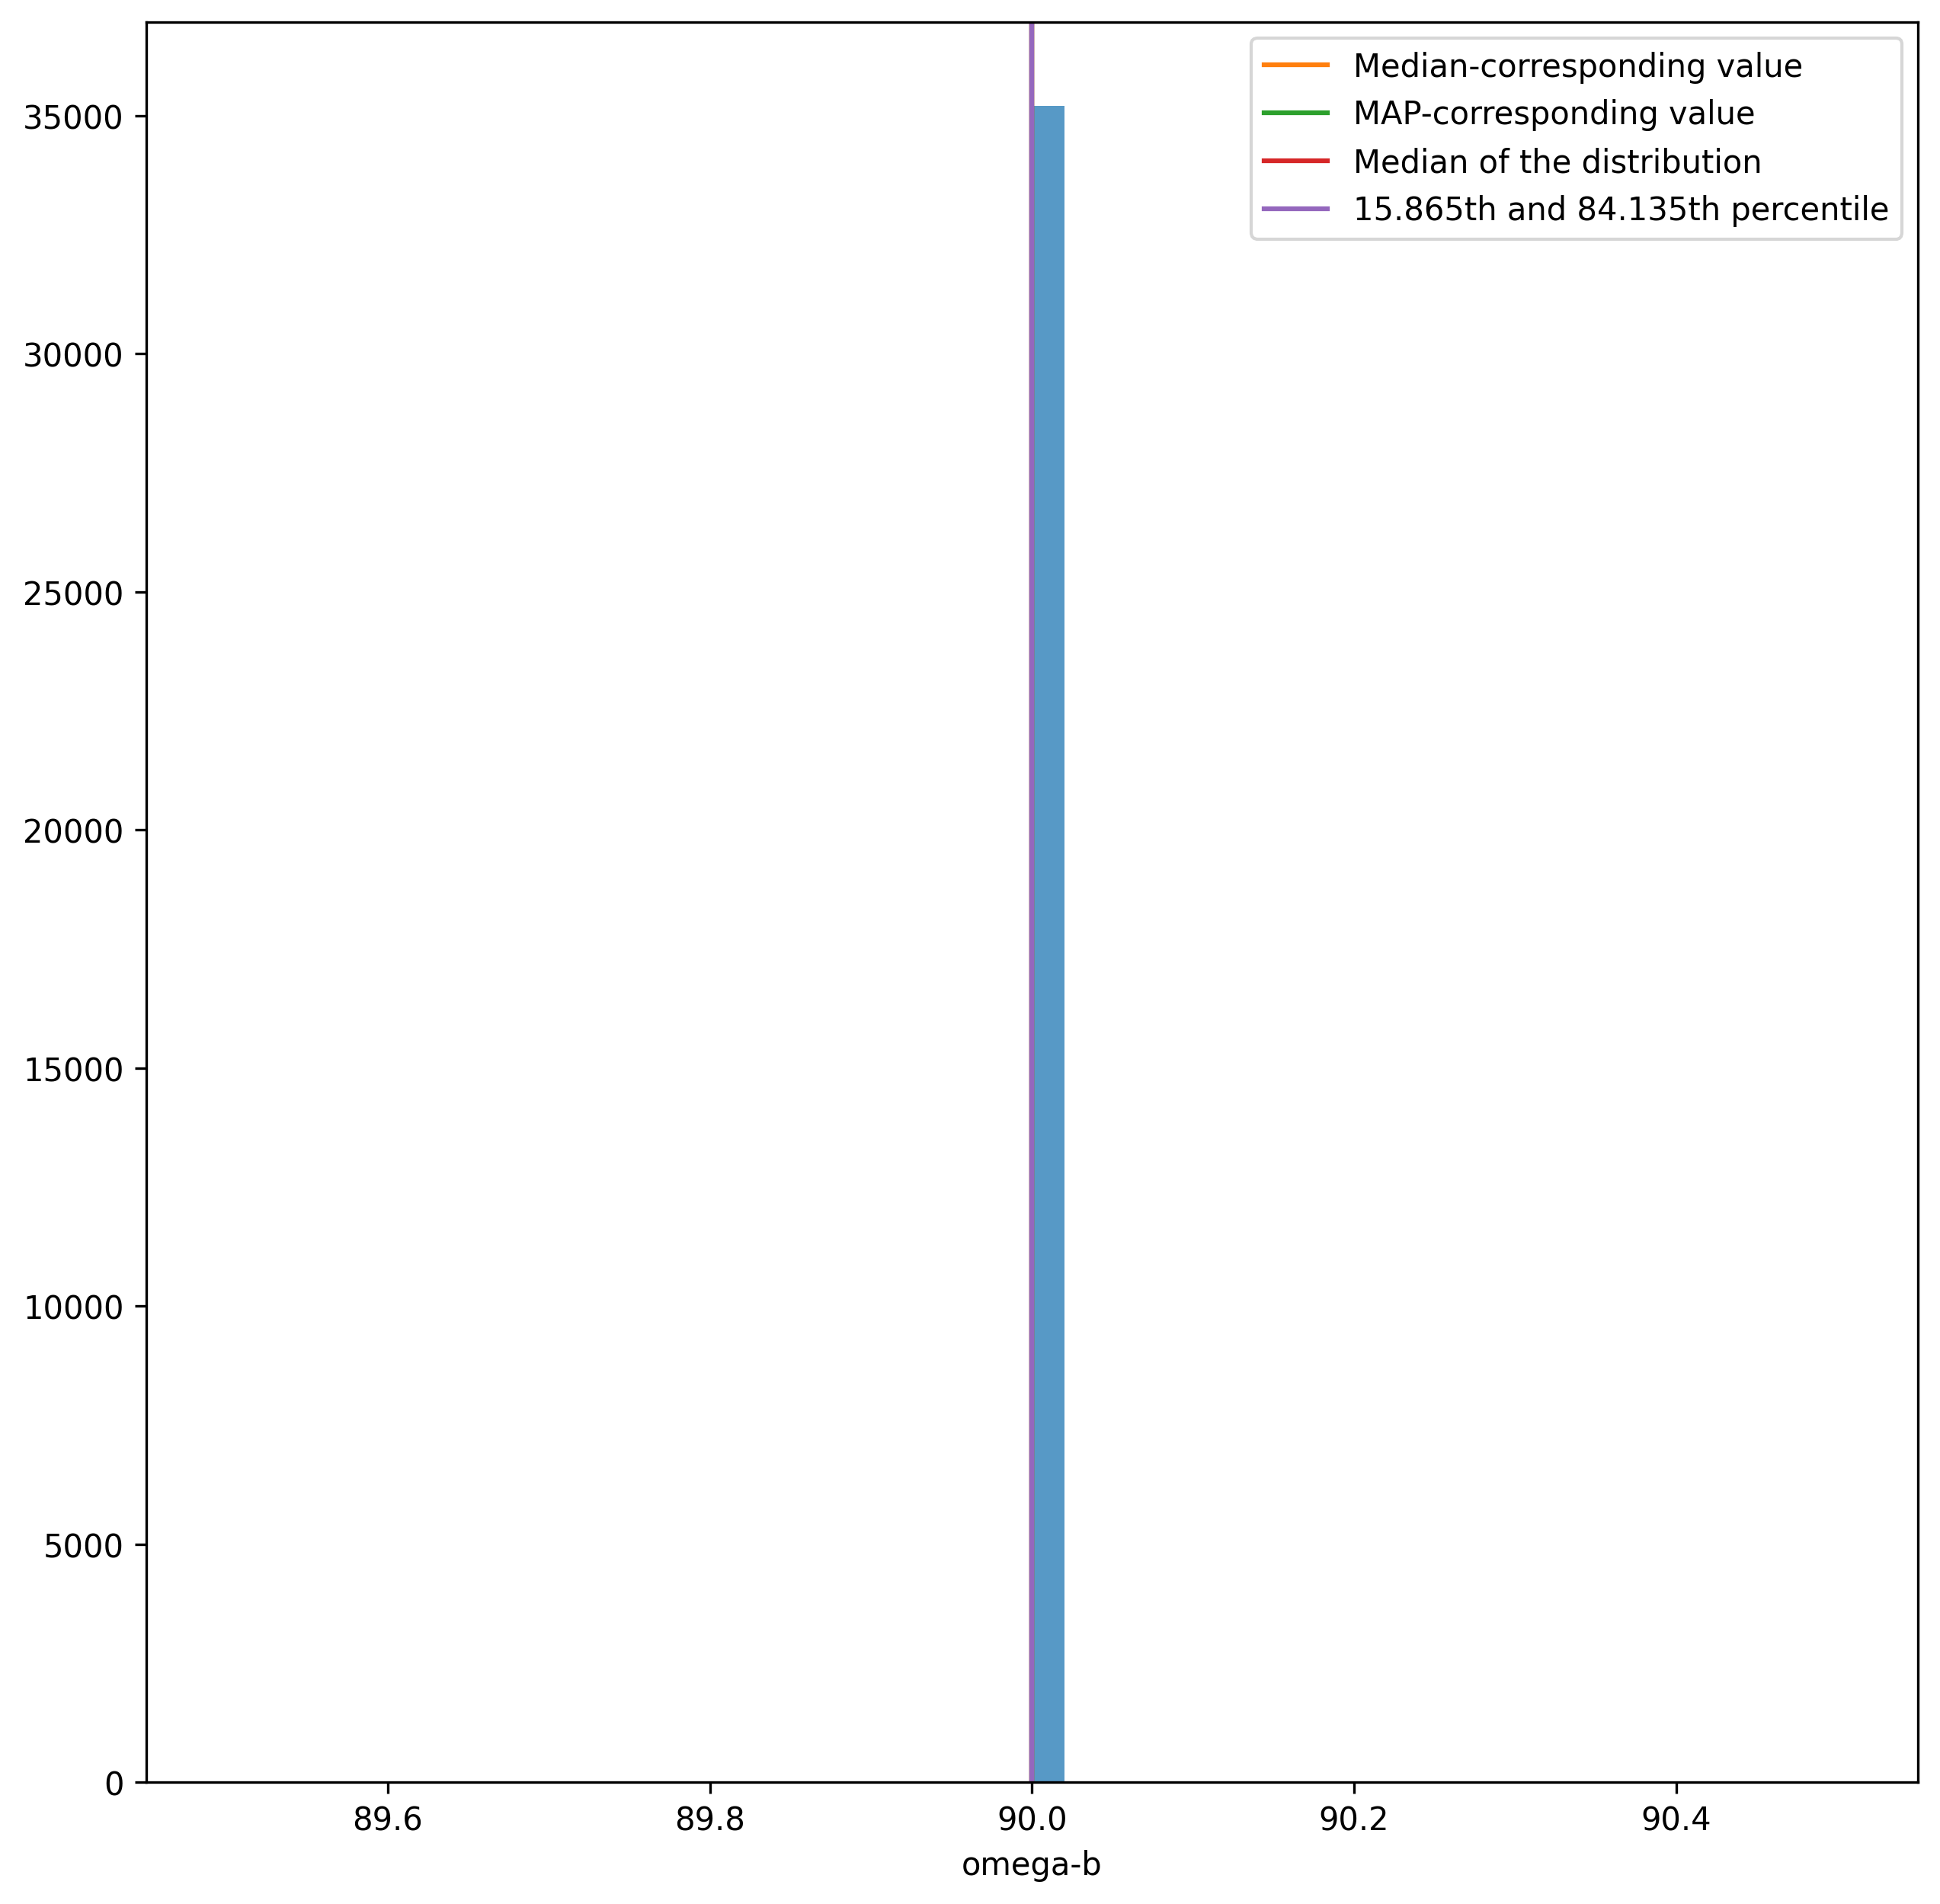 Median-corresponding value
MAP-corresponding value
Median of the distribution
15.865th and 84.135th percentile
35000
30000
25000
20000
15000
10000
5000
0
89.6 89.8 90.0 90.2 90.4
omega-b